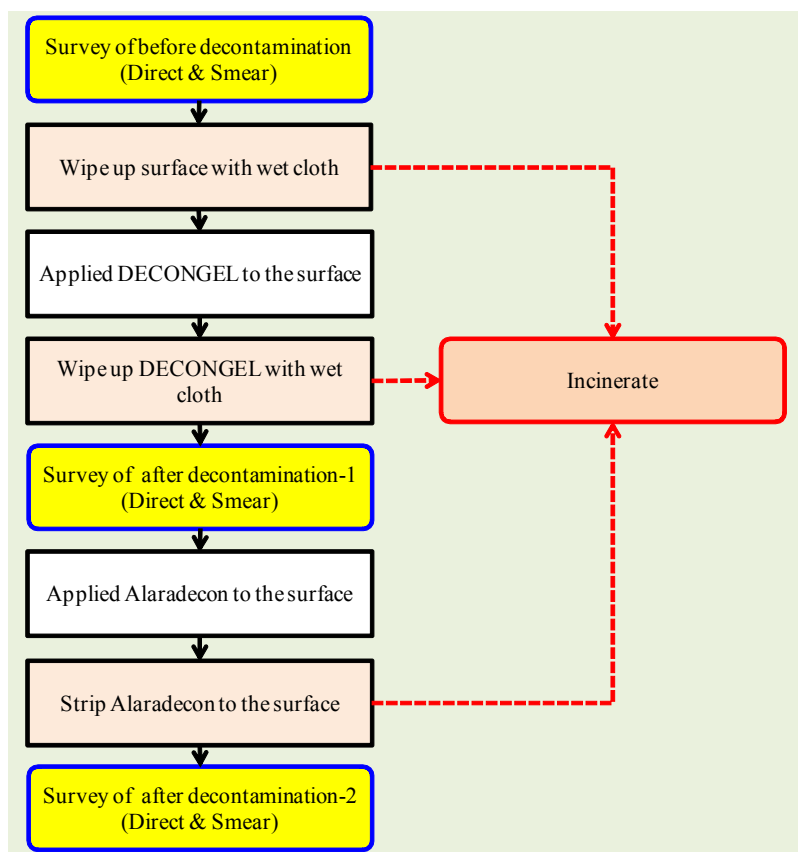 Survey of before decontamination
(Direct & Smear)
Wipe up surface with wet cloth
Applied DECONGEL to the surface
Wipe up DECONGEL with wet
cloth
Incinerate
Survey of after decontamination-1
(Direct & Smear)
Applied Alaradecon to the surface
Strip Alaradecon to the surface
Survey of after decontamination-2
(Direct & Smear)